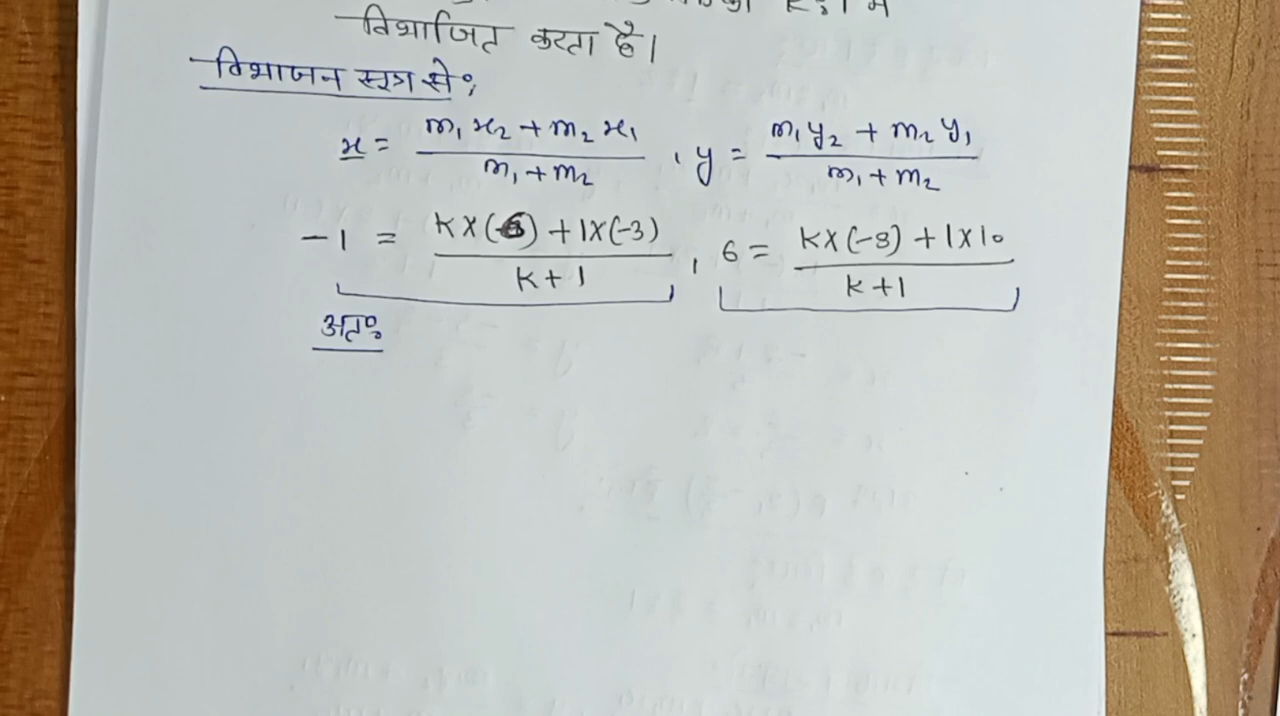 विभाजित करता है।
विभाजन सूत्र से:
x = (m₁x₂ + m₂x₁)/(m₁ + m₂) , y = (m₁y₂ + m₂y₁)/(m₁ + m₂)
-1 = (K×(-6) + 1×(-3))/(K+1) , 6 = (K×(-8) + 1×10)/(K+1)
अतः